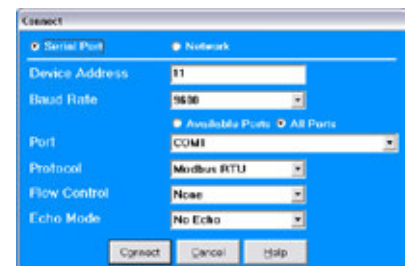 Connect
Serial Port Network
Device Address 11
Baud Rate 9600
Available Ports All Ports
Port COM1
Protocol Modbus RTU
Flow Control None
Echo Mode No Echo
Connect Cancel Help